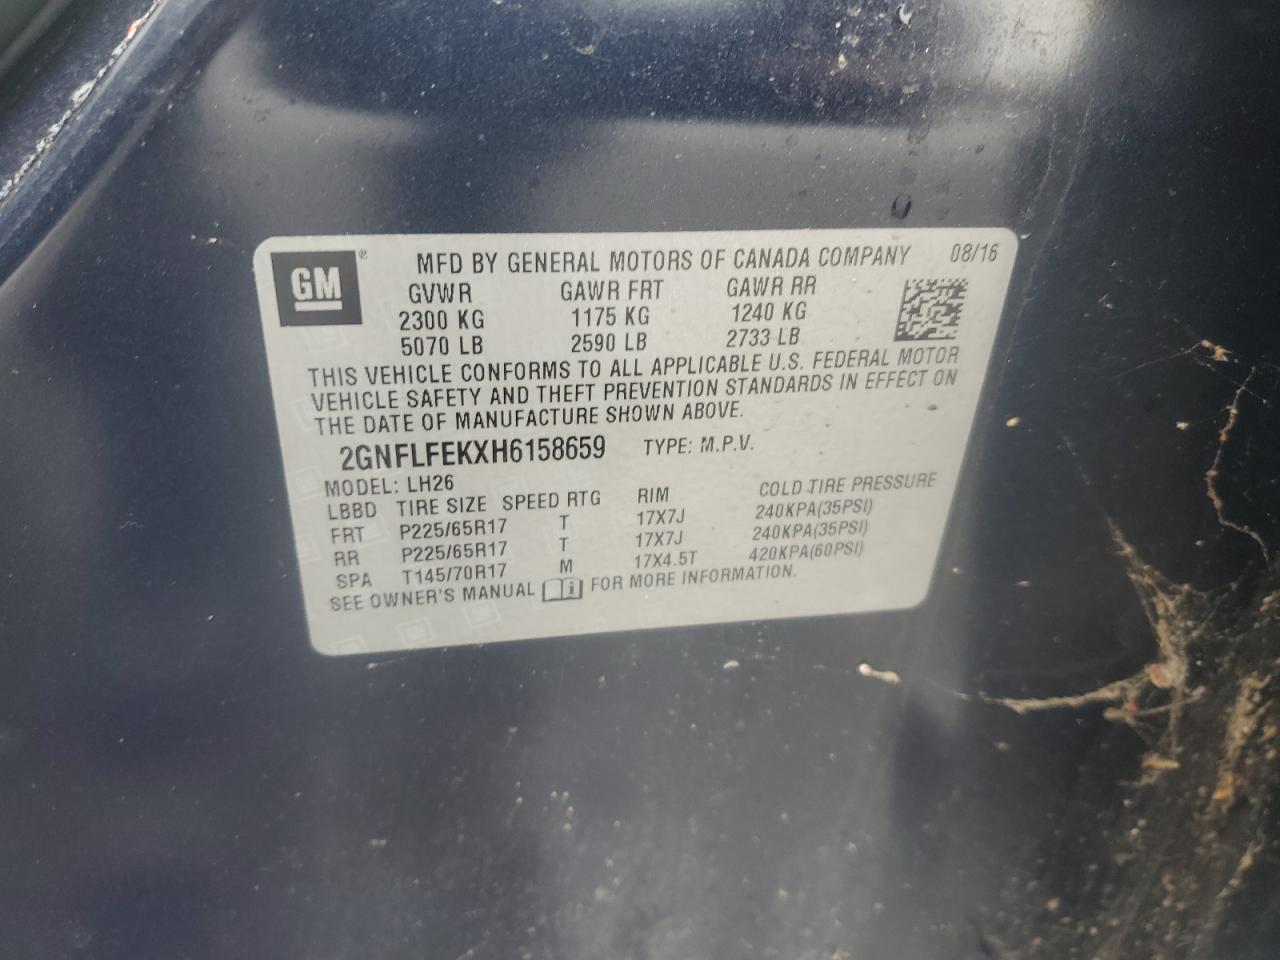 GM ® MFD BY GENERAL MOTORS OF CANADA COMPANY 08/16
GVWR GAWR FRT GAWR RR
2300 KG 1175 KG 1240 KG
5070 LB 2590 LB 2733 LB
THIS VEHICLE CONFORMS TO ALL APPLICABLE U.S. FEDERAL MOTOR
VEHICLE SAFETY AND THEFT PREVENTION STANDARDS IN EFFECT ON
THE DATE OF MANUFACTURE SHOWN ABOVE.
2GNFLFEKXH6158659 TYPE: M.P.V.
MODEL: LH26
LBBD TIRE SIZE SPEED RTG RIM COLD TIRE PRESSURE
FRT P225/65R17 T 17X7J 240KPA(35PSI)
RR P225/65R17 T 17X7J 240KPA(35PSI)
SPA T145/70R17 M 17X4.5T 420KPA(60PSI)
SEE OWNER'S MANUAL FOR MORE INFORMATION.